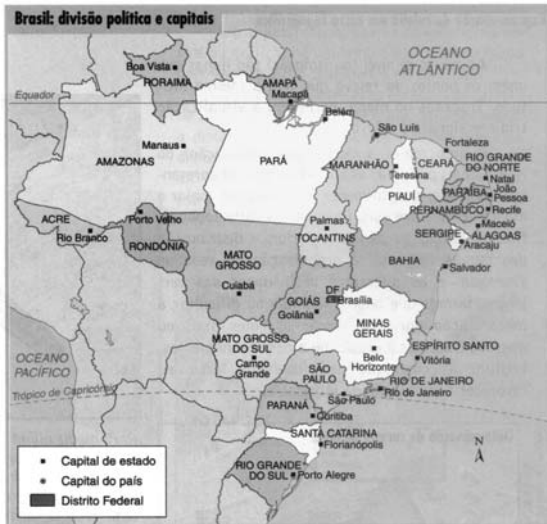 Brasil: divisão política e capitais
OCEANO
ATLÂNTICO
Boa Vista
RORAIMA
AMAPÁ
Macapá
Equador
Belém
São Luís
Manaus
AMAZONAS
PARÁ
MARANHÃO
Fortaleza
CEARÁ
RIO GRANDE
DO NORTE
Teresina
Natal
PARAÍBA
João
Pessoa
PIAUÍ
PERNAMBUCO
Recife
ACRE
Rio Branco
Porto Velho
RONDÔNIA
Palmas
TOCANTINS
Maceió
ALAGOAS
SERGIPE
Aracaju
MATO
GROSSO
BAHIA
Salvador
Cuiabá
DF
Brasília
GOIÁS
Goiânia
MINAS
GERAIS
MATO GROSSO
DO SUL
Campo
Grande
Belo
Horizonte
ESPÍRITO SANTO
Vitória
OCEANO
PACÍFICO
SÃO
PAULO
RIO DE JANEIRO
Rio de Janeiro
Trópico de Capricórnio
São Paulo
PARANÁ
Curitiba
SANTA CATARINA
Florianópolis
RIO GRANDE
DO SUL
Porto Alegre
N
Capital de estado
Capital do país
Distrito Federal